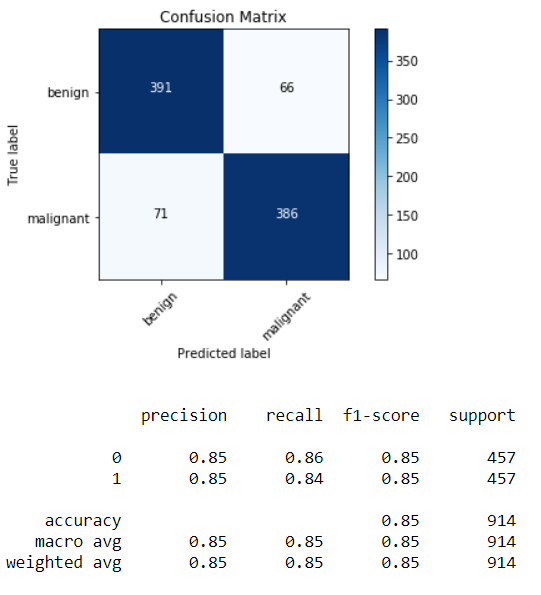 Confusion Matrix
benign 391 66
malignant 71 386
benign malignant
Predicted label
True label
350
300
250
200
150
100
precision recall f1-score support
0 0.85 0.86 0.85 457
1 0.85 0.84 0.85 457
accuracy 0.85 914
macro avg 0.85 0.85 0.85 914
weighted avg 0.85 0.85 0.85 914